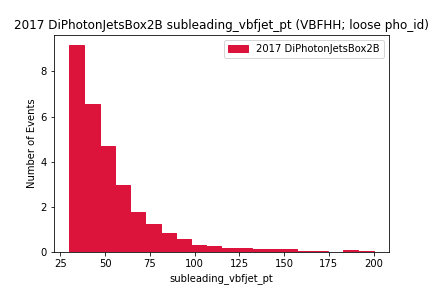 2017 DiPhotonJetsBox2B subleading_vbfjet_pt (VBFHH; loose pho_id)
2017 DiPhotonJetsBox2B
Number of Events
8
6
4
2
0
25 50 75 100 125 150 175 200
subleading_vbfjet_pt